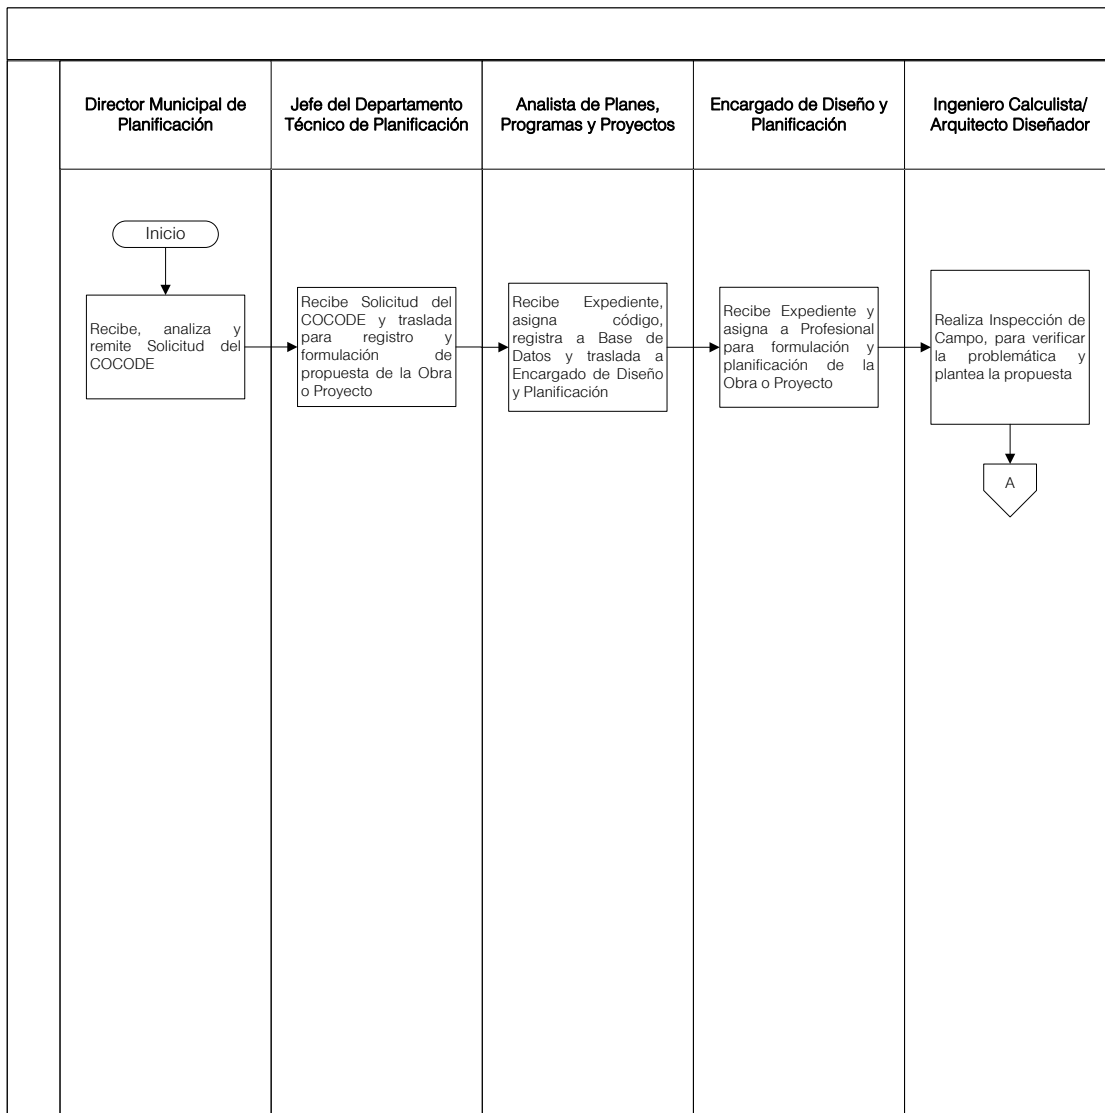 Director Municipal de
Planificación
Jefe del Departamento
Técnico de Planificación
Analista de Planes,
Programas y Proyectos
Encargado de Diseño y
Planificación
Ingeniero Calculista/
Arquitecto Diseñador
Inicio
Recibe, analiza y
remite Solicitud del
COCODE
Recibe Solicitud del
COCODE y traslada
para registro y
formulación de
propuesta de la Obra
o Proyecto
Recibe Expediente,
asigna código,
registra a Base de
Datos y traslada a
Encargado de Diseño
y Planificación
Recibe Expediente y
asigna a Profesional
para formulación y
planificación de la
Obra o Proyecto
Realiza Inspección de
Campo, para verificar
la problemática y
plantea la propuesta
A